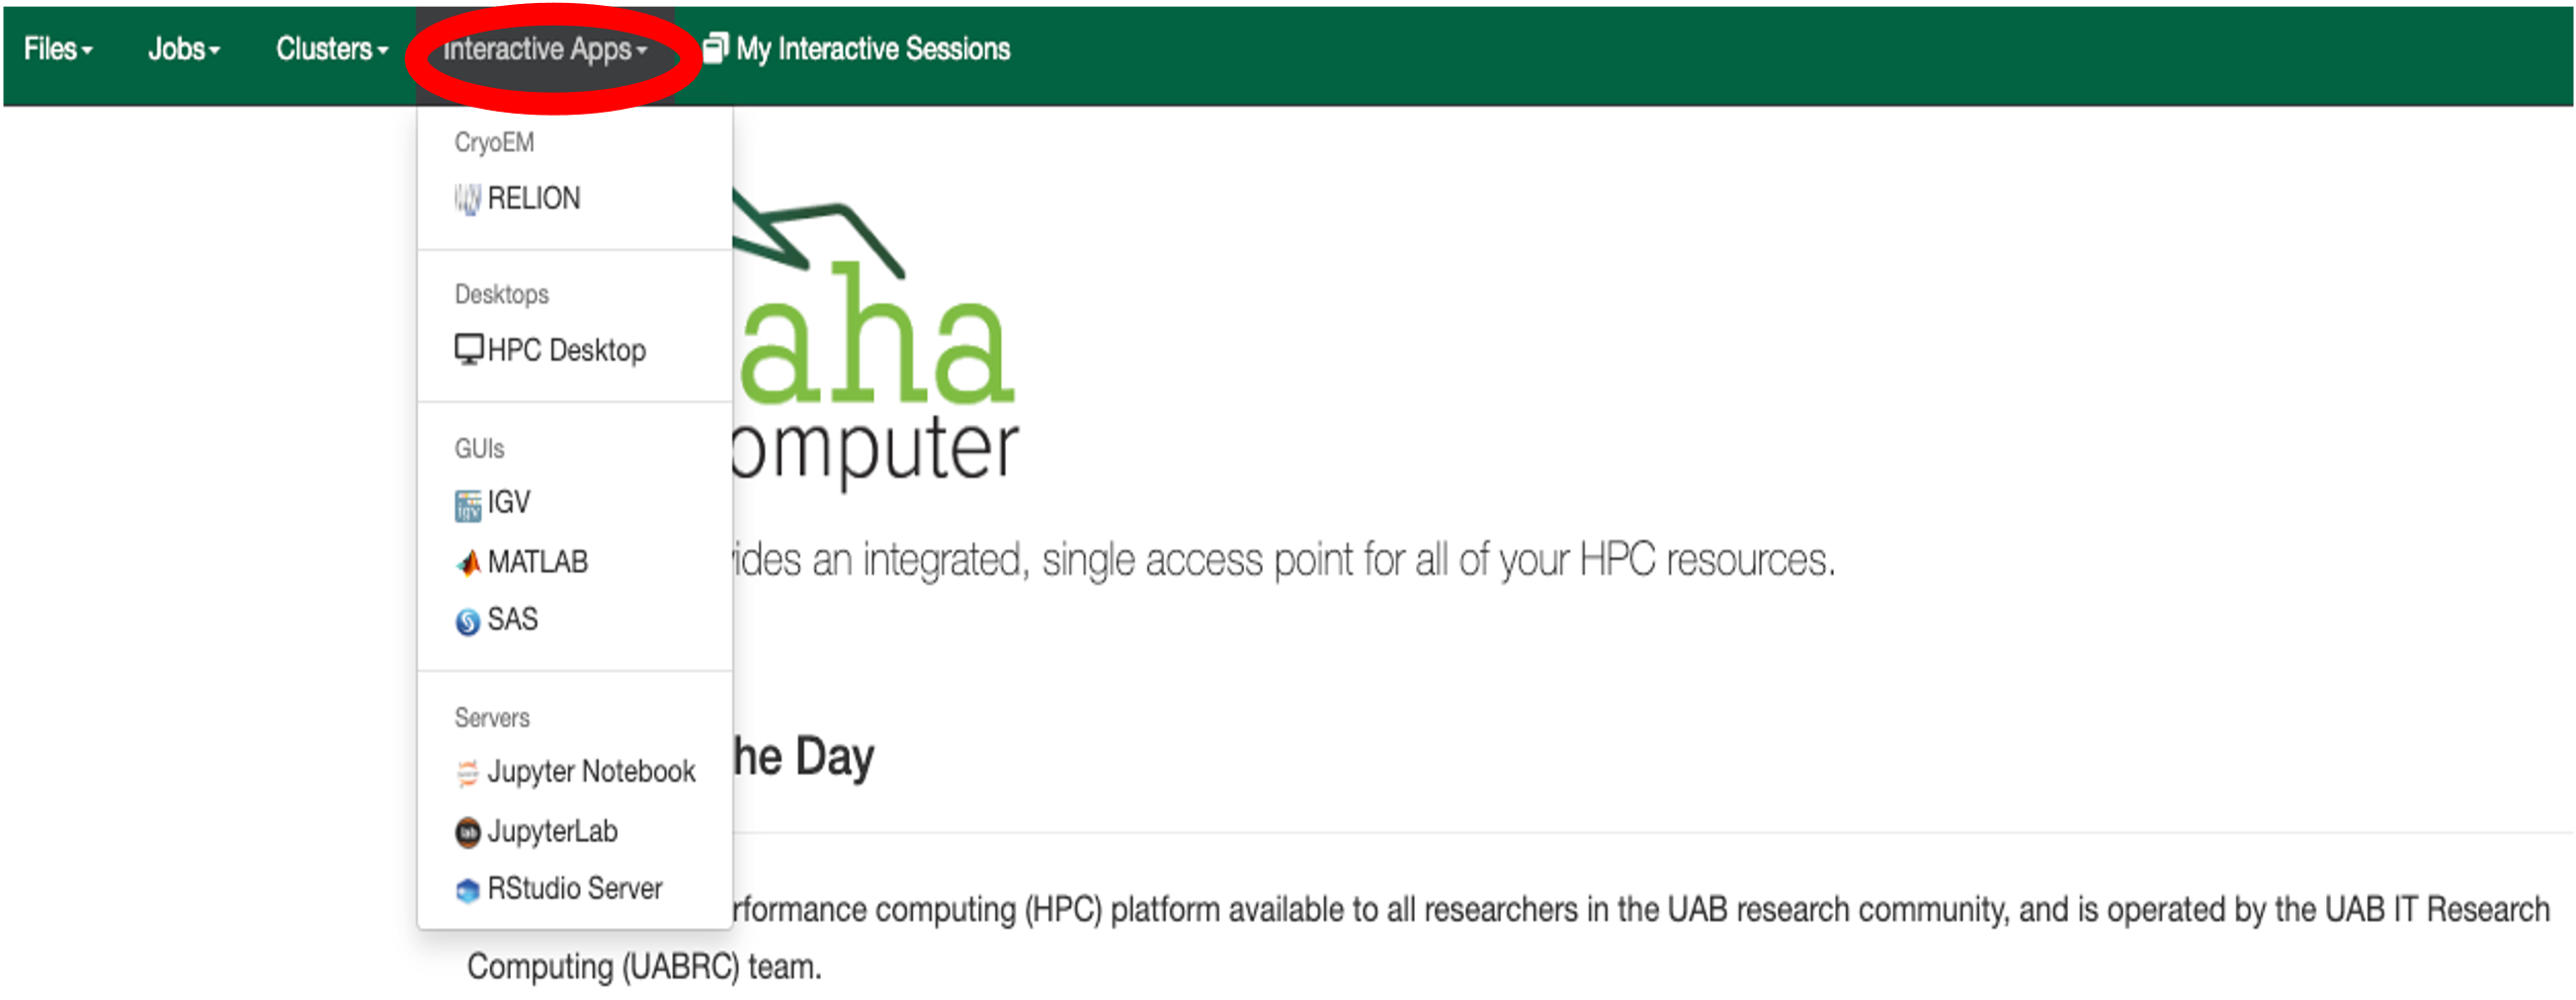 Files Jobs Clusters Interactive Apps My Interactive Sessions
CryoEM
RELION
Desktops
HPC Desktop
GUIs
IGV
MATLAB
SAS
Servers
Jupyter Notebook
JupyterLab
RStudio Server
aha
omputer
ides an integrated, single access point for all of your HPC resources.
he Day
rformance computing (HPC) platform available to all researchers in the UAB research community, and is operated by the UAB IT Research
Computing (UABRC) team.